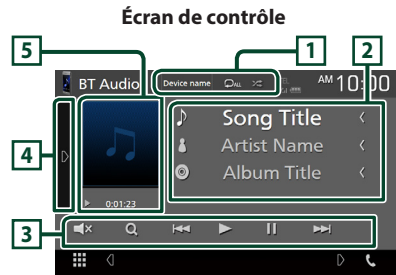 Écran de contrôle
5
1
2
BT Audio
Device name
ALL
AM 10:00
Song Title
Artist Name
Album Title
4
0:01:23
3